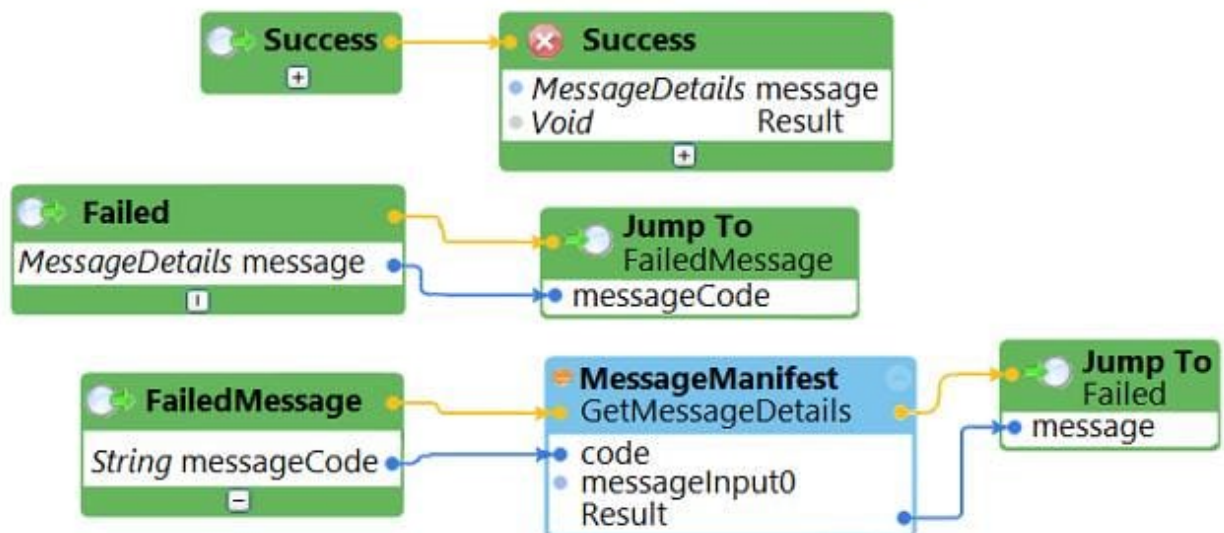 Success
Success
MessageDetails message
Void Result
Failed
MessageDetails message
Jump To
FailedMessage
messageCode
FailedMessage
String messageCode
MessageManifest
GetMessageDetails
code
messageInput0
Result
Jump To
Failed
message